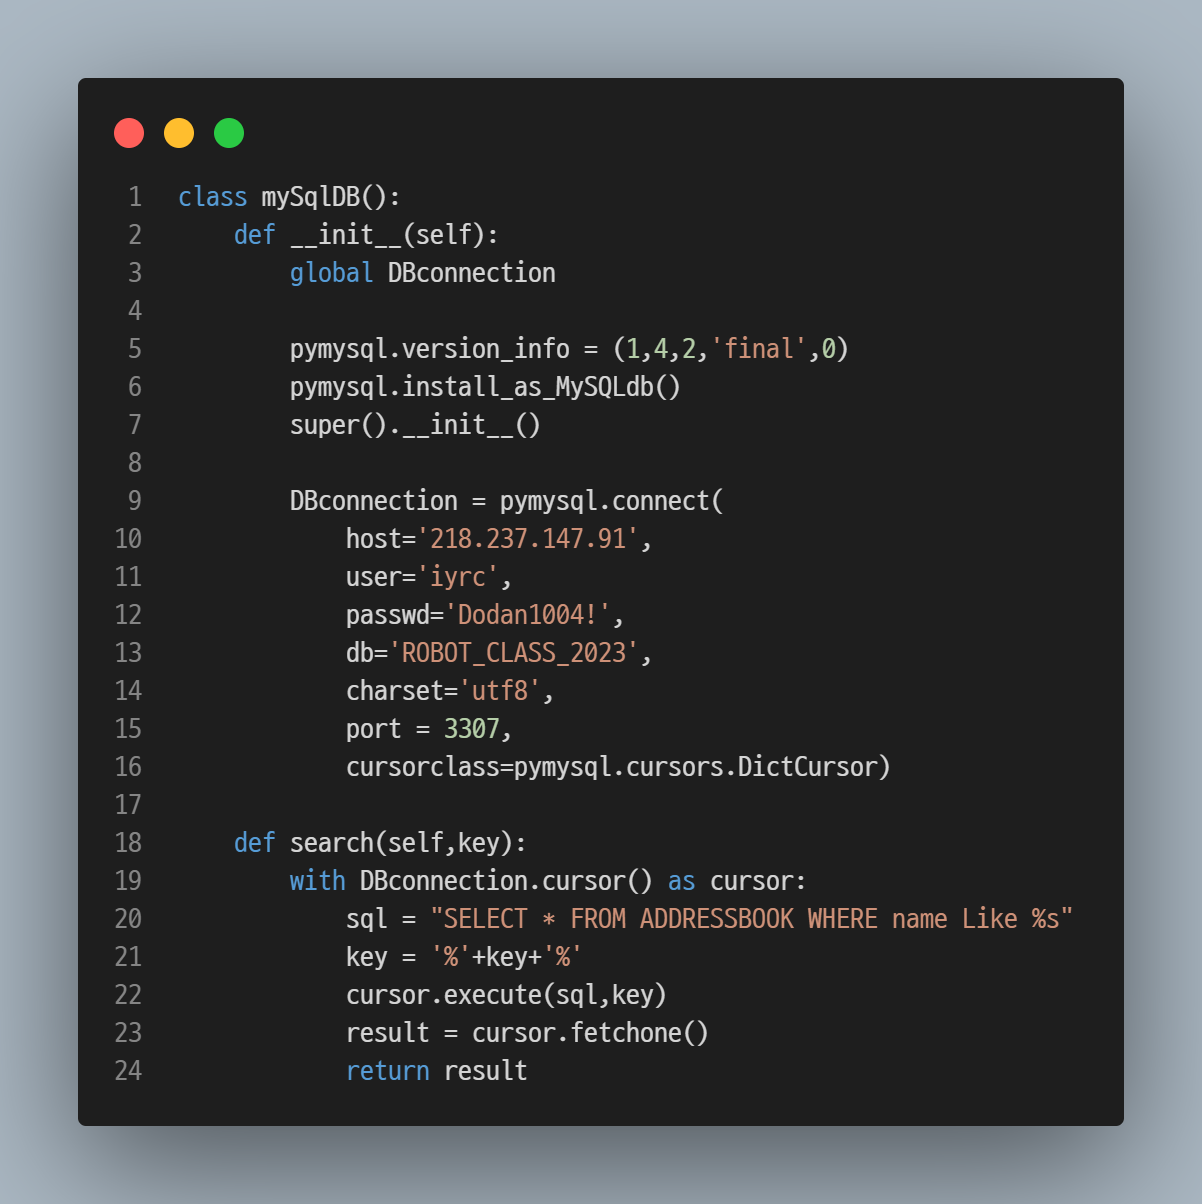 1 class mySqlDB():
2     def __init__(self):
3         global DBconnection
4
5         pymysql.version_info = (1,4,2,'final',0)
6         pymysql.install_as_MySQLdb()
7         super().__init__()
8
9         DBconnection = pymysql.connect(
10             host='218.237.147.91',
11             user='iyrc',
12             passwd='Dodan1004!',
13             db='ROBOT_CLASS_2023',
14             charset='utf8',
15             port = 3307,
16             cursorclass=pymysql.cursors.DictCursor)
17
18     def search(self,key):
19         with DBconnection.cursor() as cursor:
20             sql = "SELECT * FROM ADDRESSBOOK WHERE name Like %s"
21             key = '%'+key+'%'
22             cursor.execute(sql,key)
23             result = cursor.fetchone()
24             return result